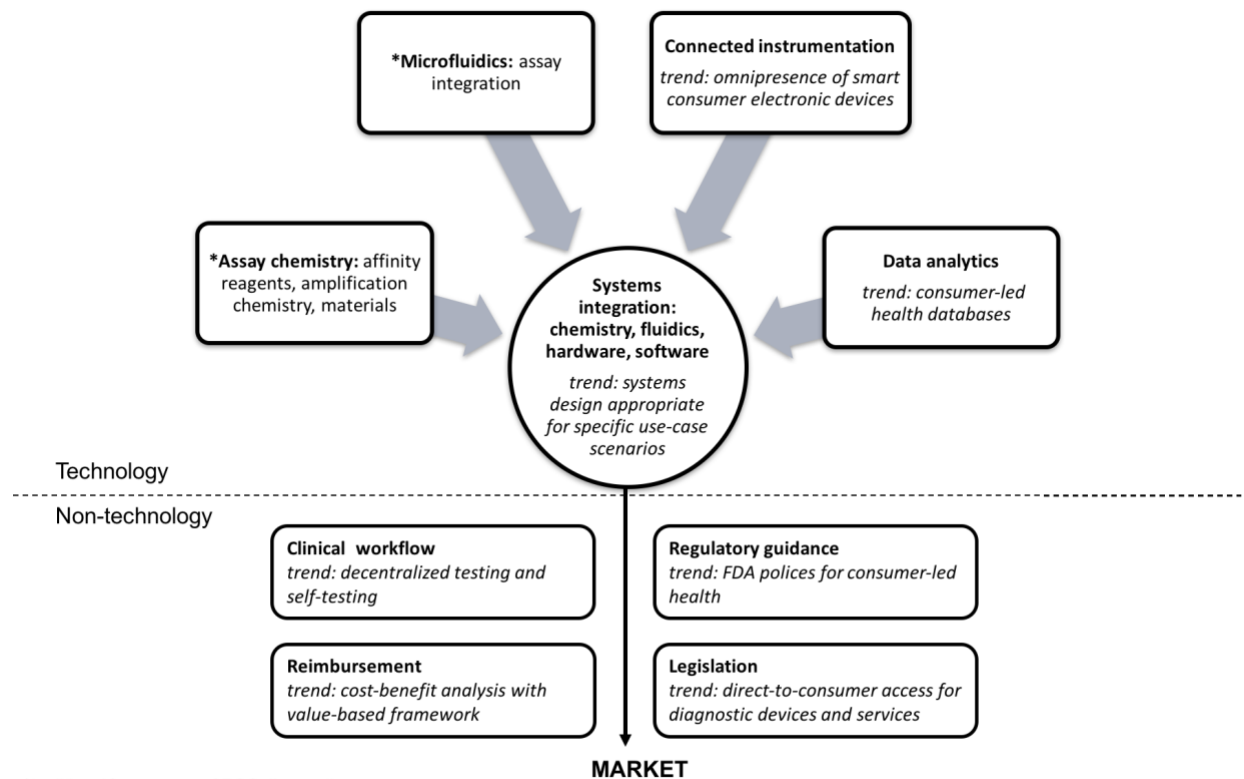 *Microfluidics: assay
integration
Connected instrumentation
trend: omnipresence of smart
consumer electronic devices
*Assay chemistry: affinity
reagents, amplification
chemistry, materials
Data analytics
trend: consumer-led
health databases
Systems
integration:
chemistry, fluidics,
hardware, software
trend: systems
design appropriate
for specific use-case
scenarios
Technology
Non-technology
Clinical workflow
trend: decentralized testing and
self-testing
Regulatory guidance
trend: FDA polices for consumer-led
health
Reimbursement
trend: cost-benefit analysis with
value-based framework
Legislation
trend: direct-to-consumer access for
diagnostic devices and services
MARKET